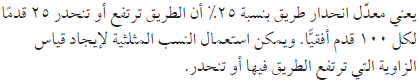 يعني معدّل انحدار طريق بنسبة ٢٥٪ أن الطريق ترتفع أو تنحدر ٢٥ قدمًا
لكل ١٠٠ قدم أفقيًّا. ويمكن استعمال النسب المثلثية لإيجاد قياس
الزاوية التي ترتفع الطريق فيها أو تنحدر.